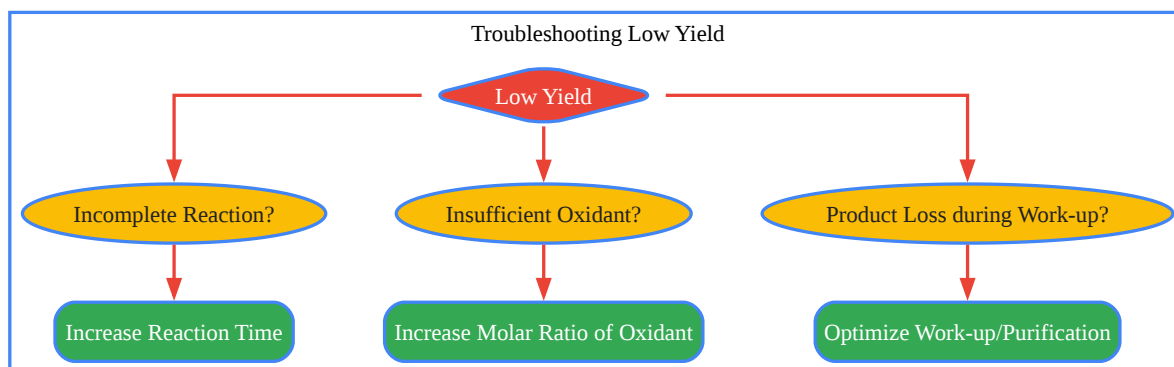 Troubleshooting Low Yield
Low Yield
Incomplete Reaction?
Insufficient Oxidant?
Product Loss during Work-up?
Increase Reaction Time
Increase Molar Ratio of Oxidant
Optimize Work-up/Purification